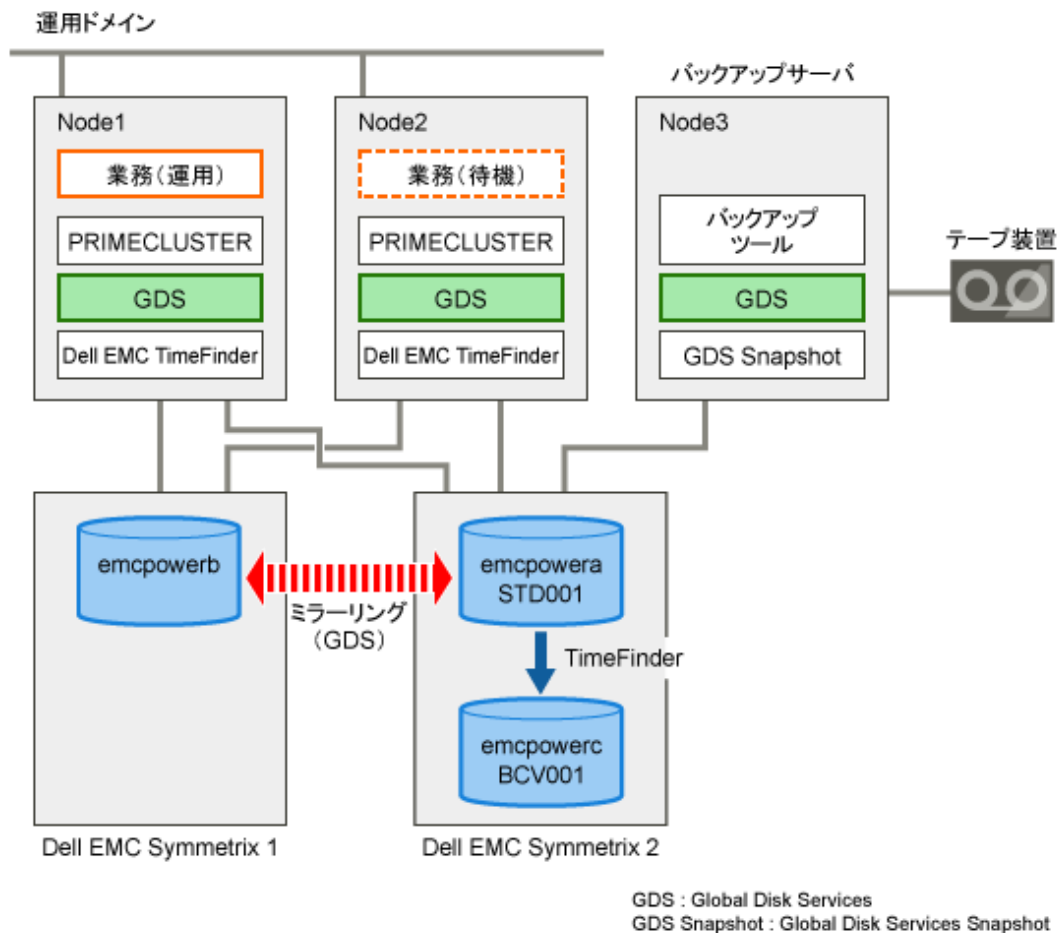 運用ドメイン
バックアップサーバ
Node1
Node2
Node3
業務(運用)
業務(待機)
バックアップ
ツール
テープ装置
PRIMECLUSTER
PRIMECLUSTER
GDS
GDS
GDS
Dell EMC TimeFinder
Dell EMC TimeFinder
GDS Snapshot
emcpowerb
emcpowera
STD001
ミラーリング
(GDS)
TimeFinder
emcpowerc
BCV001
Dell EMC Symmetrix 1
Dell EMC Symmetrix 2
GDS : Global Disk Services
GDS Snapshot : Global Disk Services Snapshot